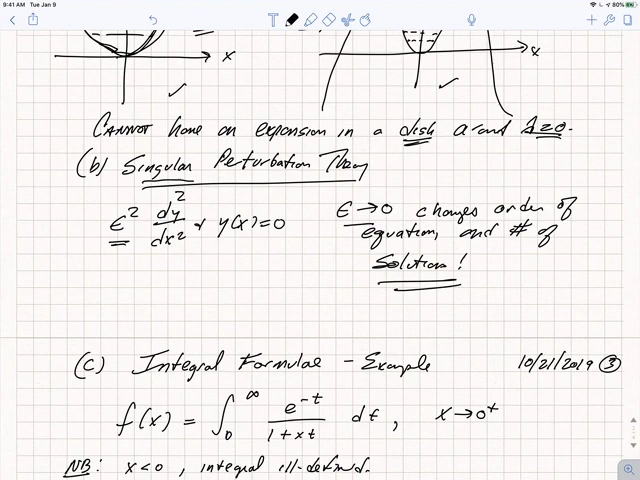 9:41 AM Tue Jan 9
80%
x
x
CANNOT have an expansion in a disk around λ=0.
(b) Singular Perturbation Theory
ε² dy²/dx² + y(x)=0
ε→0 changes order of
equation, and # of
Solutions!
(c) Integral Formulae - Example 10/21/2019 ③
f(x) = ∫₀^∞ e^{-t}/(1+xt) dt, x→0⁺
NB: x<0, integral ill-defined.